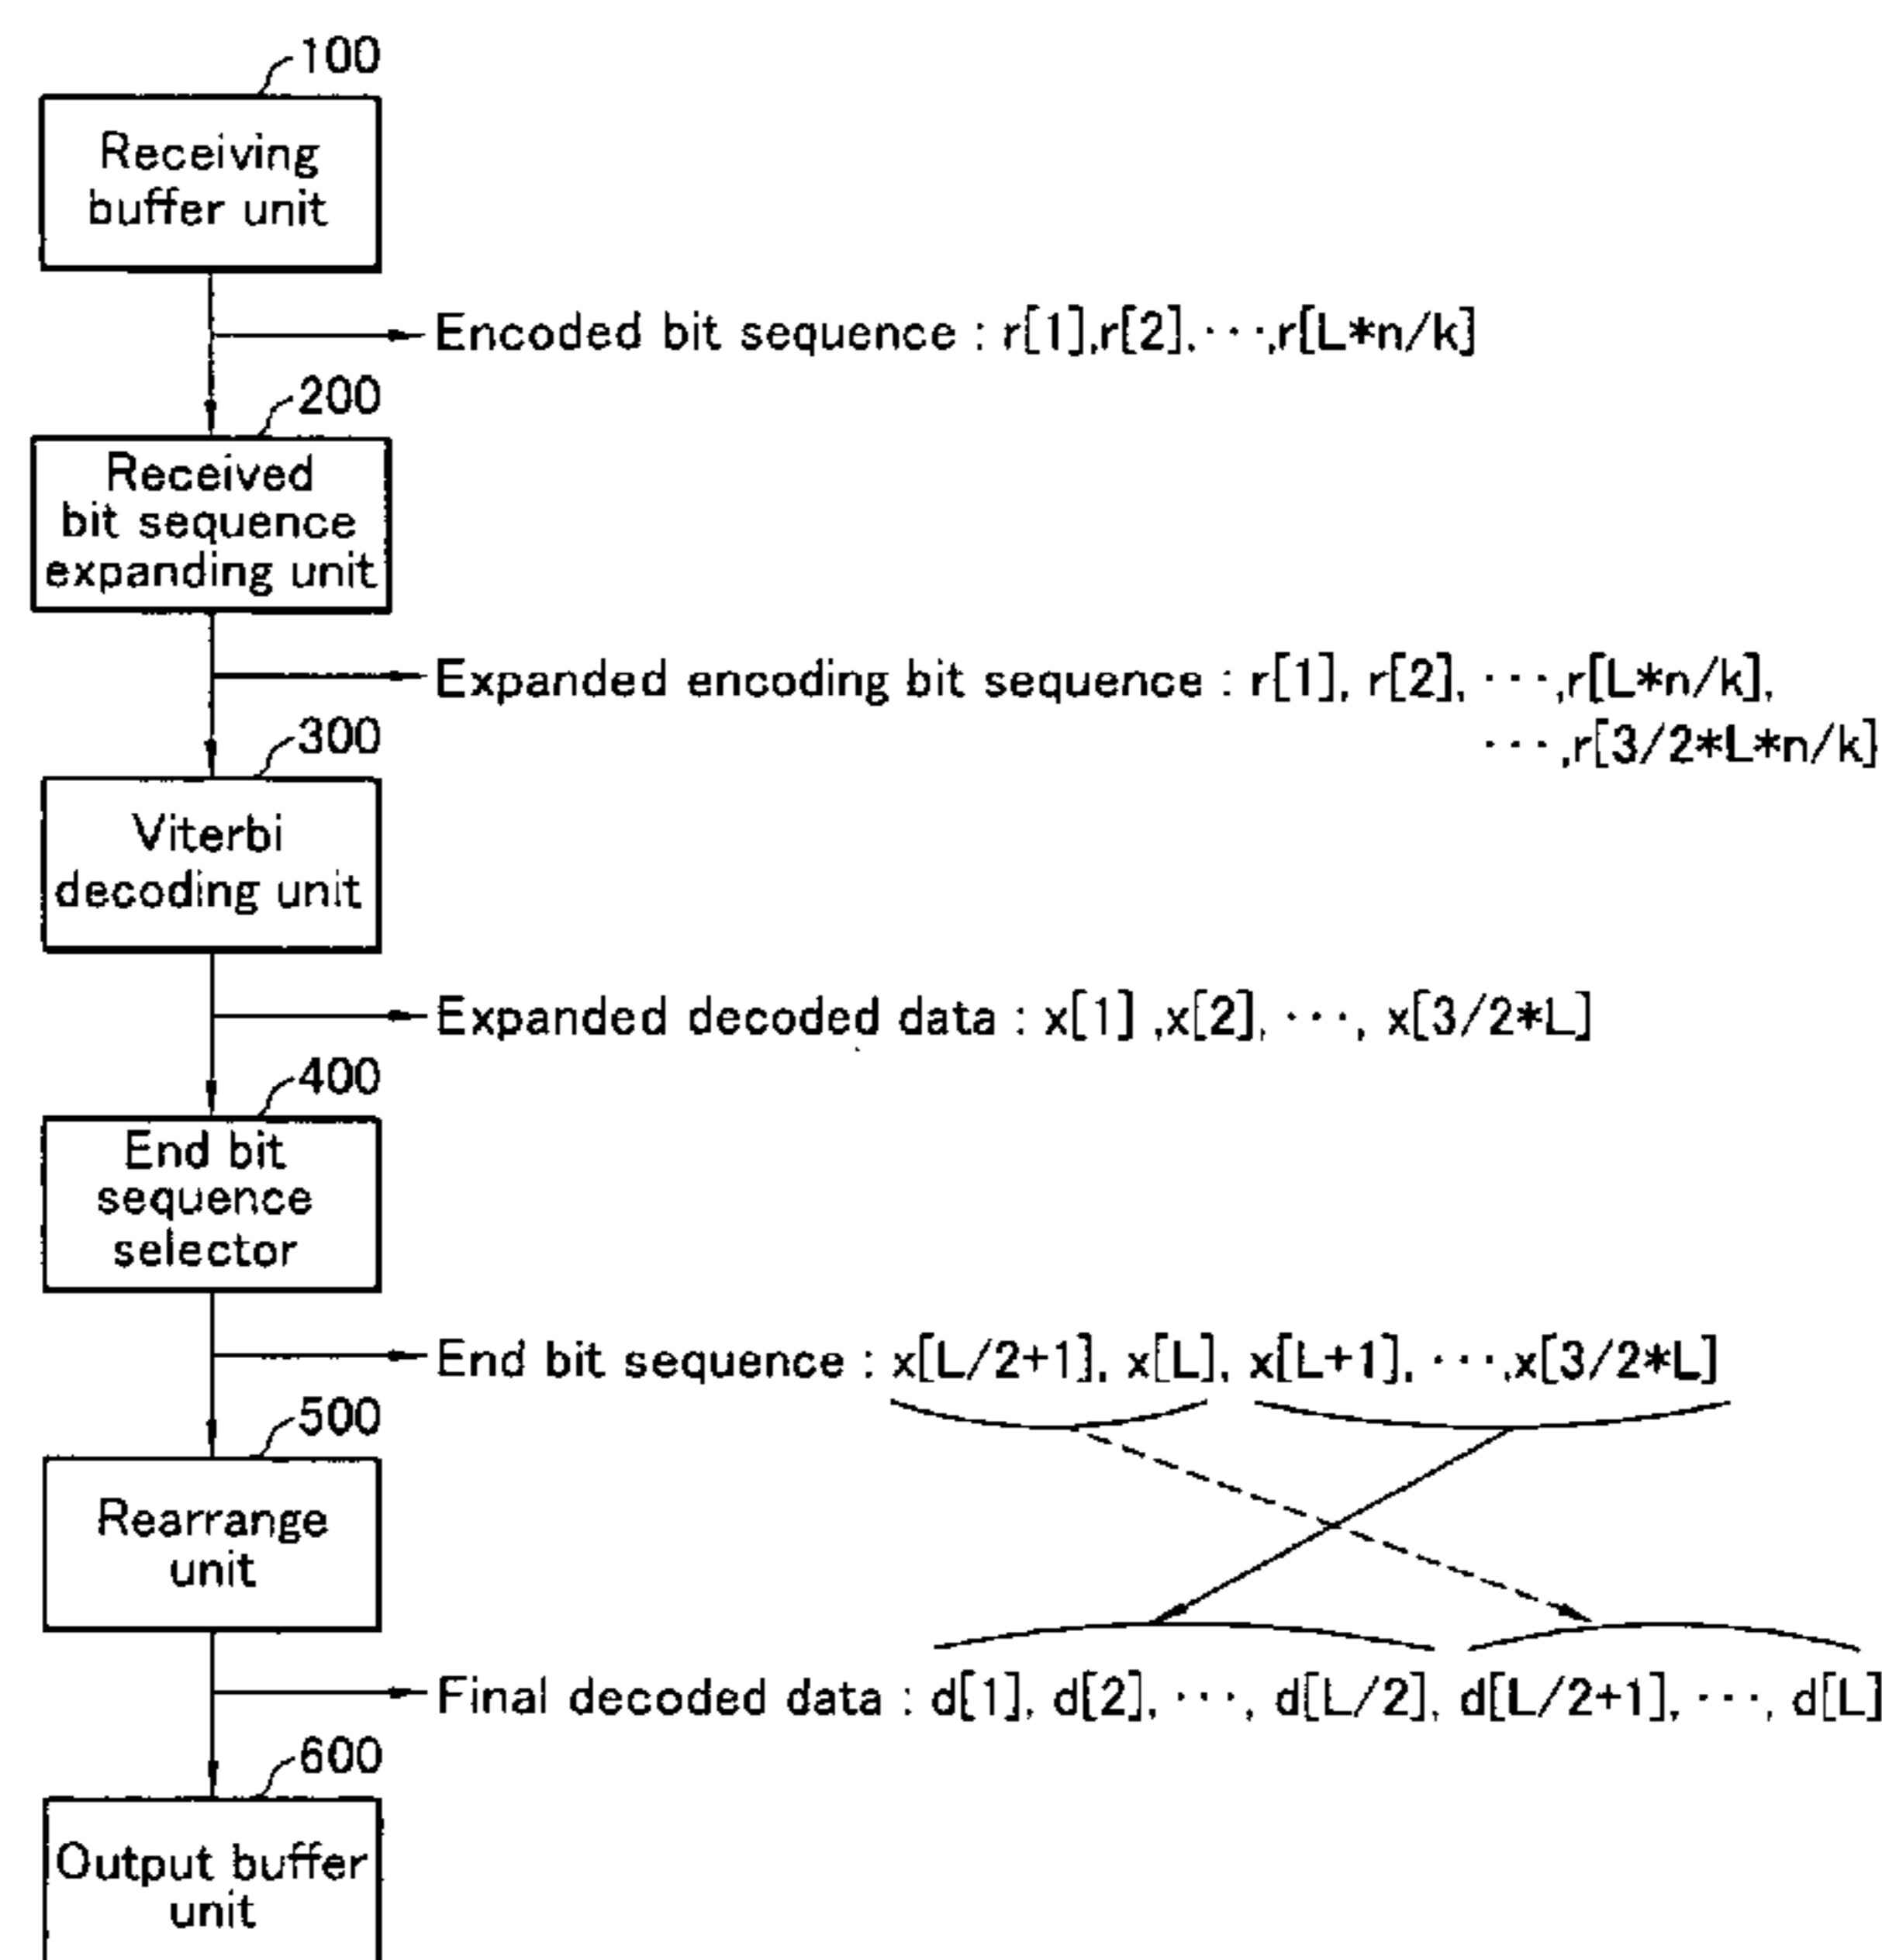 100
Receiving
buffer unit
Encoded bit sequence : r[1],r[2],···,r[L*n/k]
200
Received
bit sequence
expanding unit
Expanded encoding bit sequence : r[1], r[2], ···,r[L*n/k],
···,r[3/2*L*n/k]
300
Viterbi
decoding unit
Expanded decoded data : x[1] ,x[2], ···, x[3/2*L]
400
End bit
sequence
selector
End bit sequence : x[L/2+1], x[L], x[L+1], ···,x[3/2*L]
500
Rearrange
unit
Final decoded data : d[1], d[2], ···, d[L/2], d[L/2+1], ···, d[L]
600
Output buffer
unit